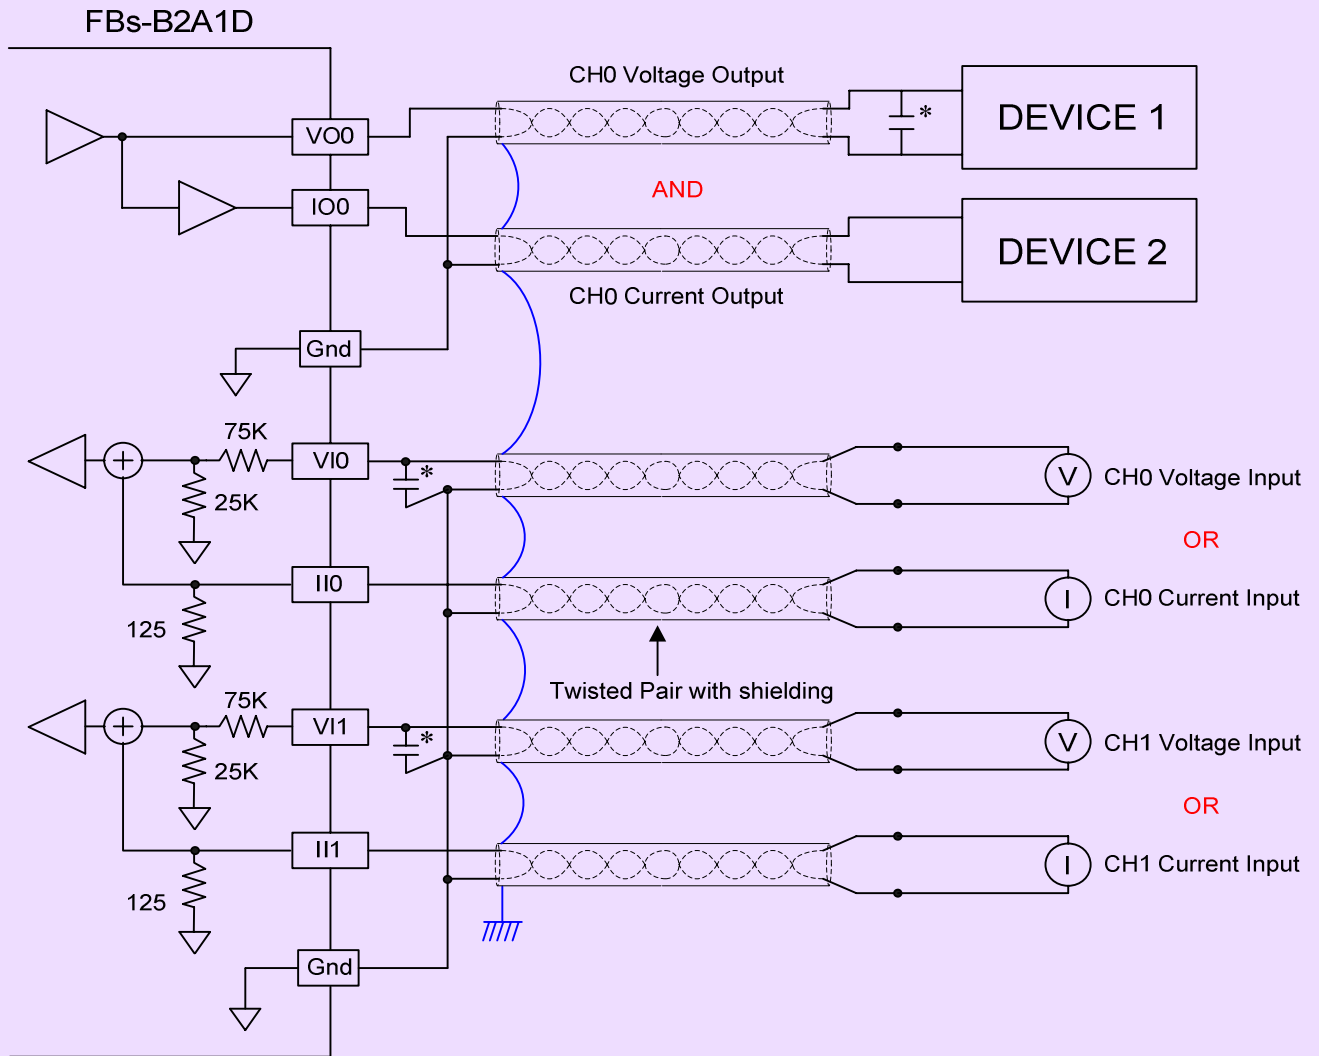 FBs-B2A1D
CH0 Voltage Output
*
DEVICE 1
VO0
AND
IO0
DEVICE 2
CH0 Current Output
Gnd
75K
VI0
*
V
CH0 Voltage Input
25K
OR
II0
I
CH0 Current Input
125
Twisted Pair with shielding
75K
VI1
*
V
CH1 Voltage Input
25K
OR
II1
I
CH1 Current Input
125
Gnd